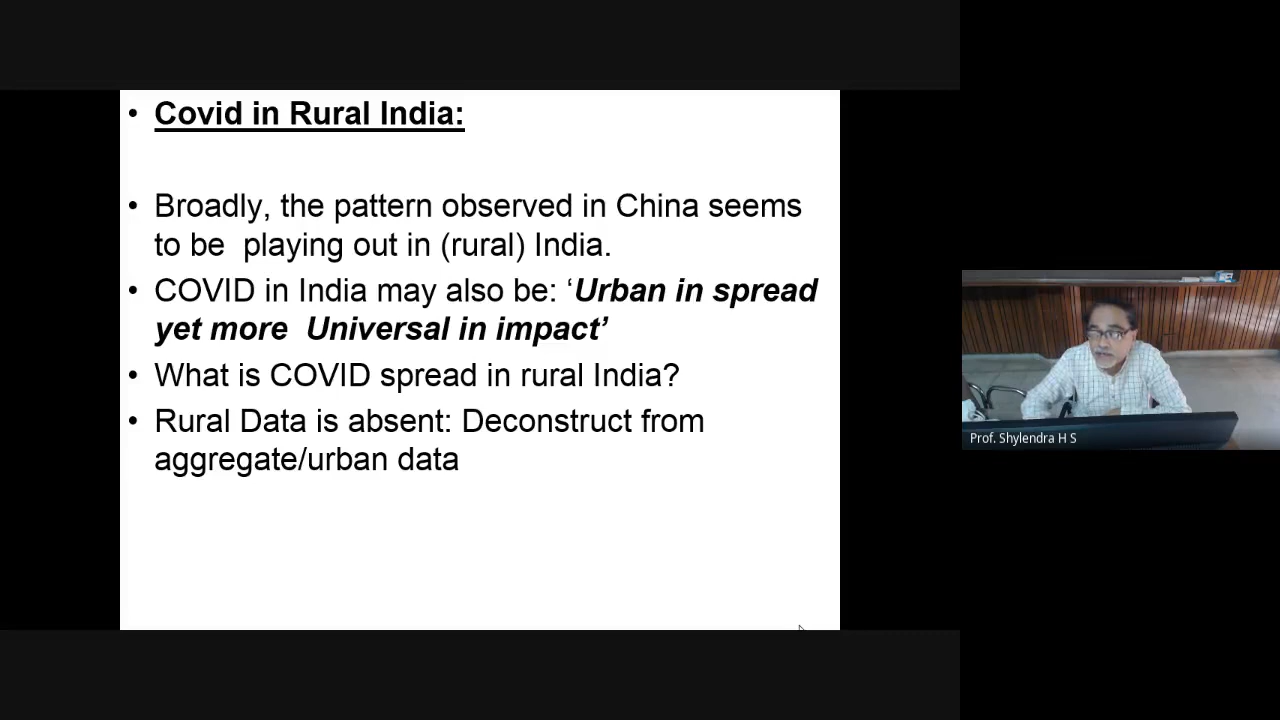 • Covid in Rural India:
• Broadly, the pattern observed in China seems
to be playing out in (rural) India.
• COVID in India may also be: ‘Urban in spread
yet more Universal in impact’
• What is COVID spread in rural India?
• Rural Data is absent: Deconstruct from
aggregate/urban data
Prof. Shylendra H S